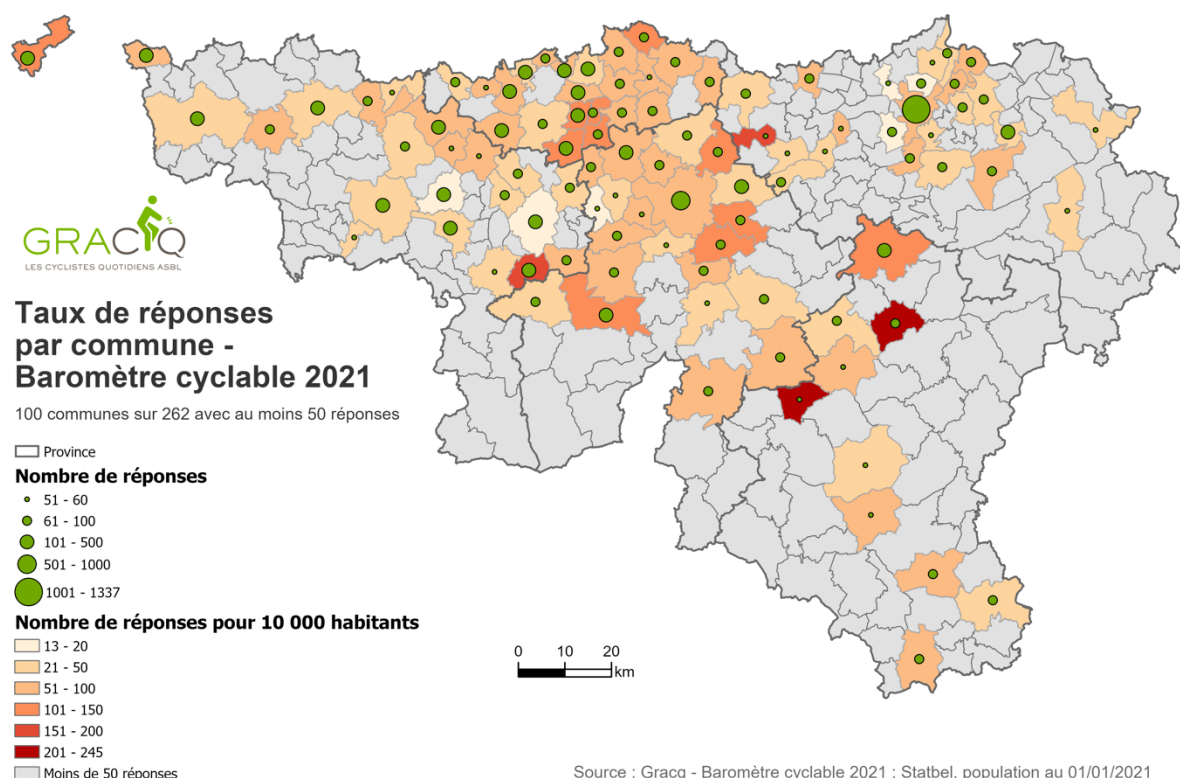 GRACQ
LES CYCLISTES QUOTIDIENS ASBL
Taux de réponses
par commune -
Baromètre cyclable 2021
100 communes sur 262 avec au moins 50 réponses
Province
Nombre de réponses
51 - 60
61 - 100
101 - 500
501 - 1000
1001 - 1337
Nombre de réponses pour 10 000 habitants
13 - 20
21 - 50
51 - 100
101 - 150
151 - 200
201 - 245
Moins de 50 réponses
0 10 20
km
Source : Gracq - Baromètre cyclable 2021 ; Statbel, population au 01/01/2021